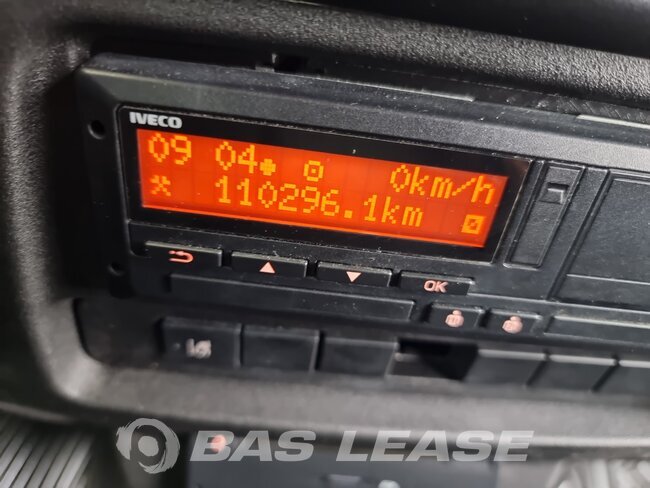 IVECO
09 04 0km/h
110296.1km
OK
BAS LEASE